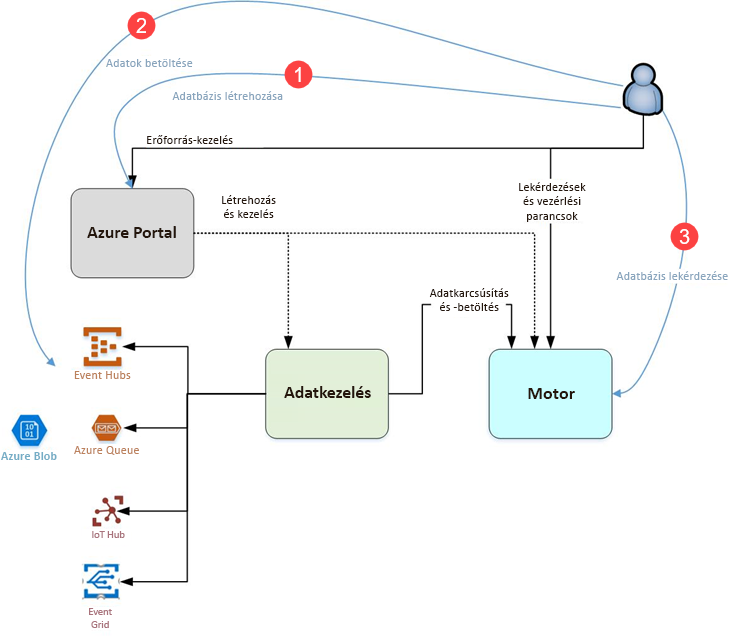 2
Adatok betöltése
1
Adatbázis létrehozása
Erőforrás-kezelés
Létrehozás
és kezelés
Lekérdezések
és vezérlési
parancsok
Azure Portal
3
Adatbázis lekérdezése
Adatkarcsúsítás
és -betöltés
Event Hubs
Adatkezelés
Motor
10
01
Azure Blob
Azure Queue
IoT Hub
Event
Grid